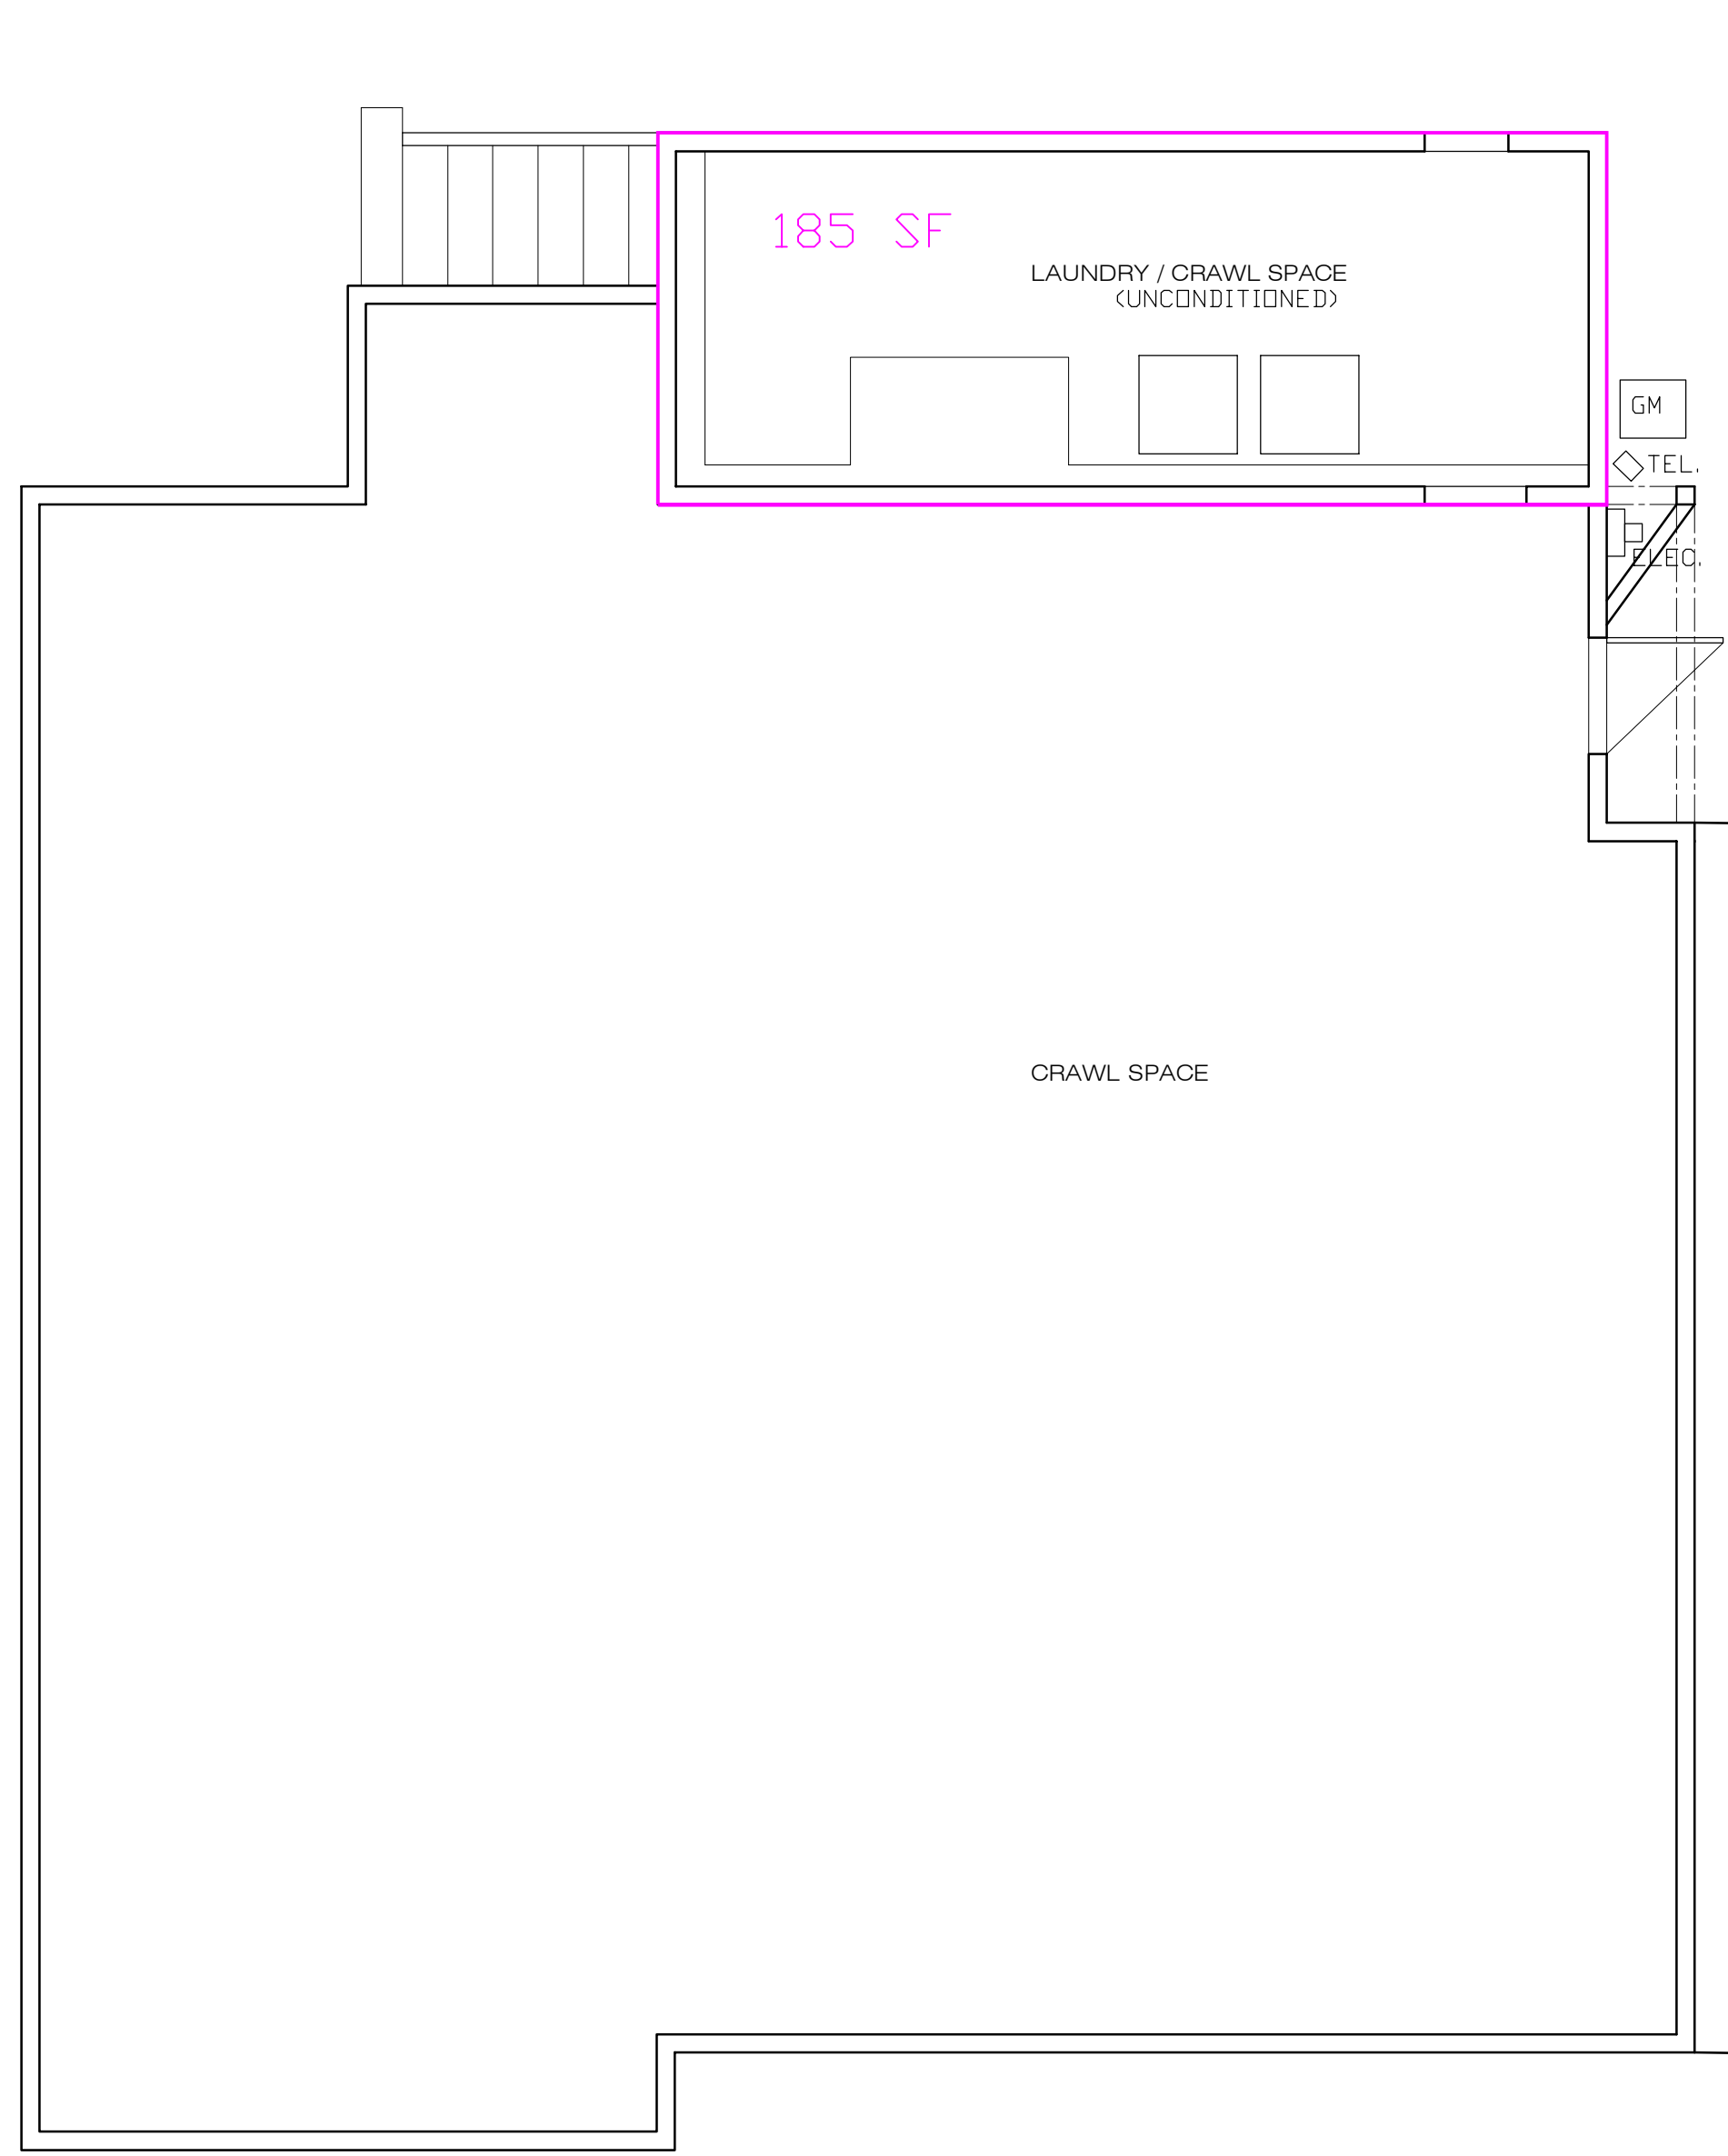 185 SF
LAUNDRY / CRAWL SPACE
(UNCONDITIONED)
GM
TEL.
ELEC.
CRAWL SPACE